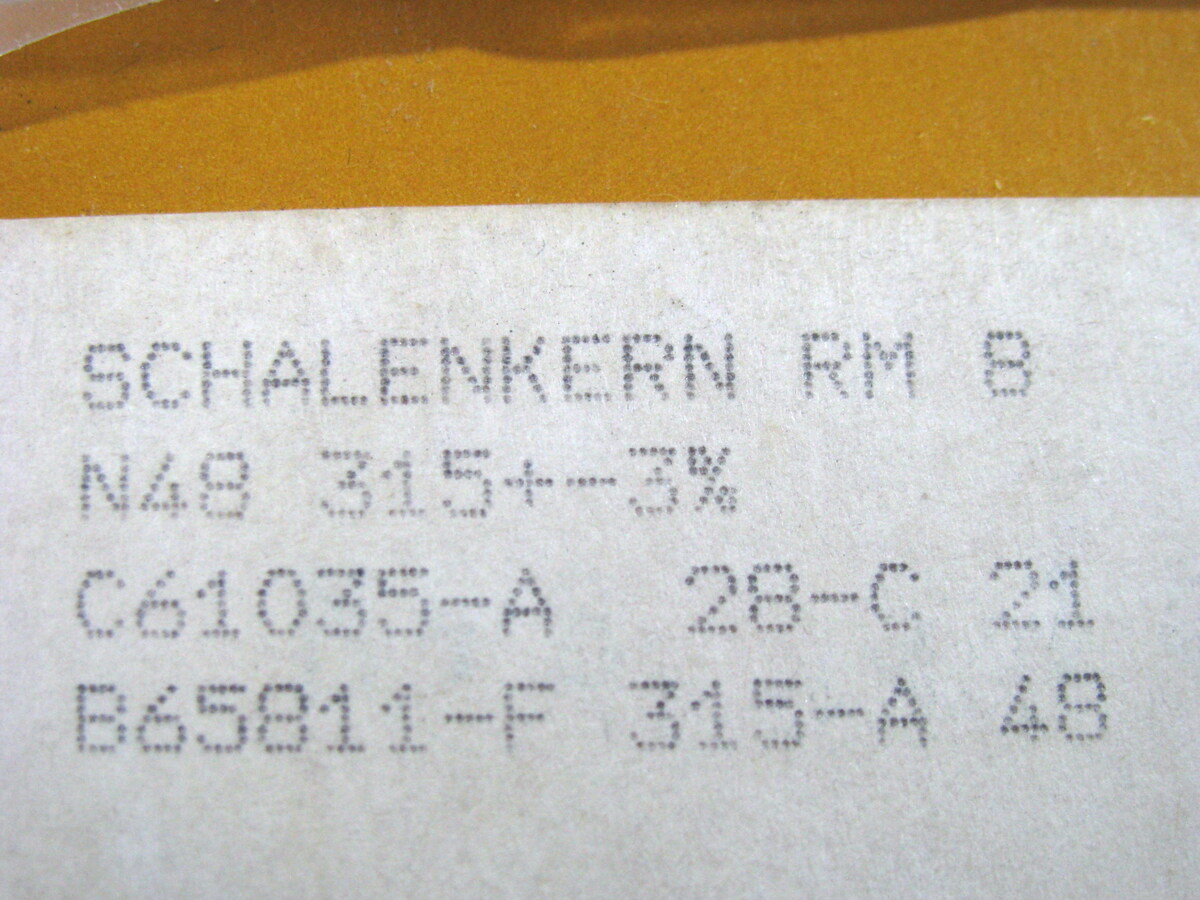 SCHALENKERN RM 8
N48 315+-3%
C61035-A 28-C 21
B65811-F 315-A 48